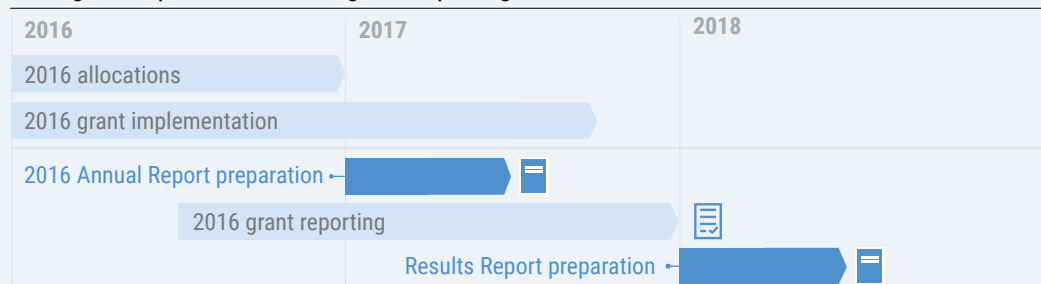 2016 2017 2018
2016 allocations
2016 grant implementation
2016 Annual Report preparation
2016 grant reporting
Results Report preparation